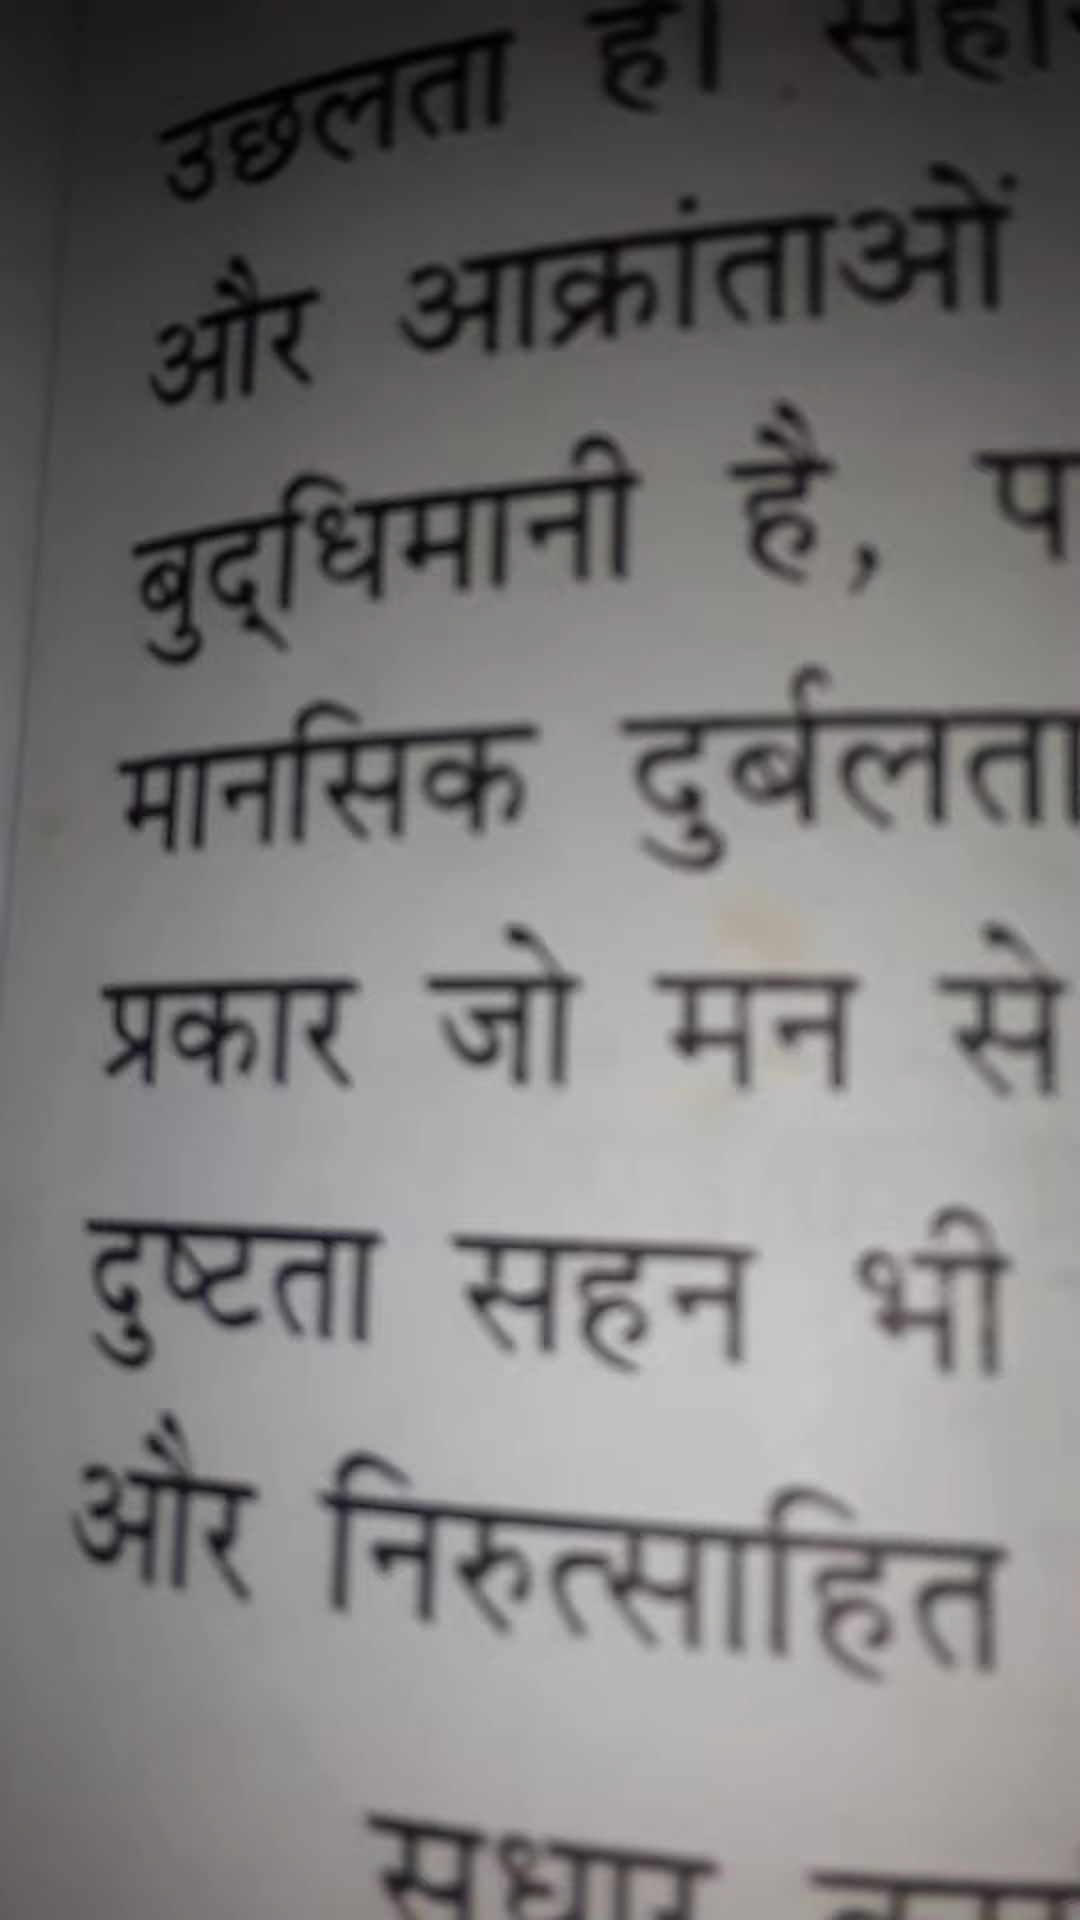 उछलता है।
और आक्रांताओं
बुद्धिमानी है,
मानसिक दुर्बलता
प्रकार जो मन से
दुष्टता सहन भी
और निरुत्साहित